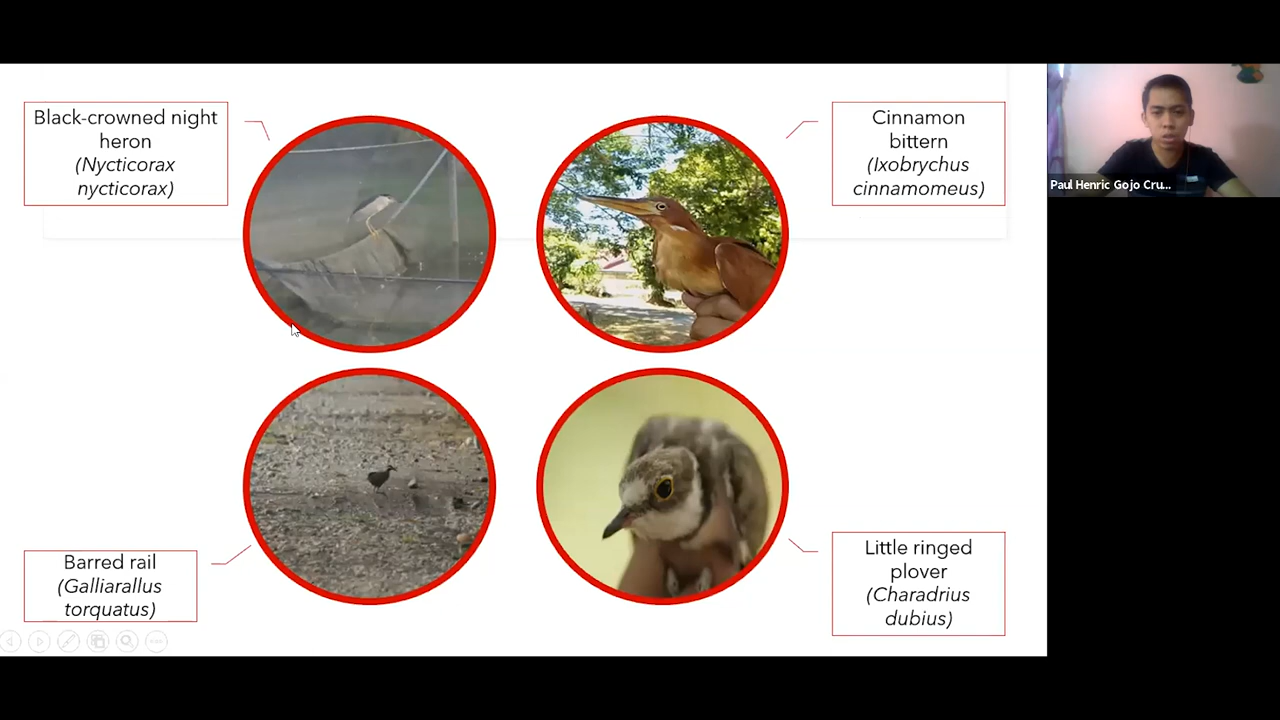 Black-crowned night
heron
(Nycticorax
nycticorax)
Cinnamon
bittern
(Ixobrychus
cinnamomeus)
Paul Henric Gojo Cru...
Barred rail
(Galliarallus
torquatus)
Little ringed
plover
(Charadrius
dubius)